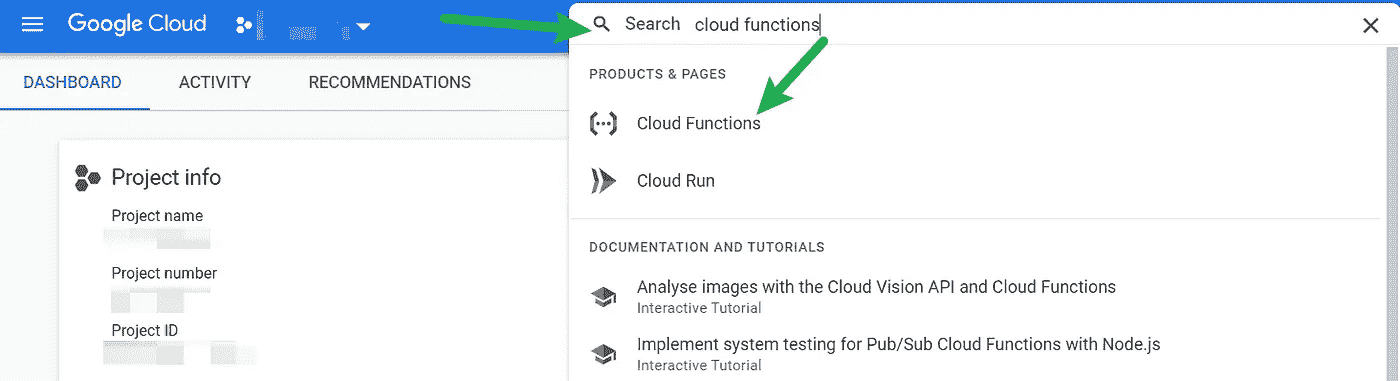 Google Cloud
Search cloud functions
DASHBOARD ACTIVITY RECOMMENDATIONS
PRODUCTS & PAGES
Cloud Functions
Cloud Run
Project info
Project name
Project number
Project ID
DOCUMENTATION AND TUTORIALS
Analyse images with the Cloud Vision API and Cloud Functions
Interactive Tutorial
Implement system testing for Pub/Sub Cloud Functions with Node.js
Interactive Tutorial